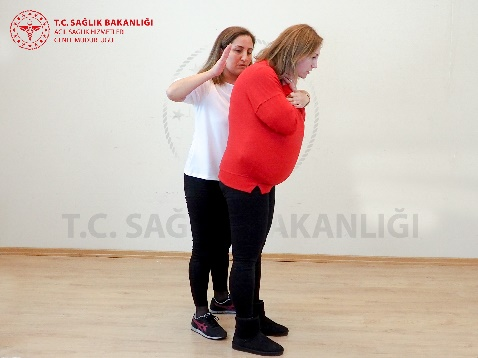 T.C. SAĞLIK BAKANLIĞI
ACİL SAĞLIK HİZMETLERİ
GENEL MÜDÜRLÜĞÜ
T.C. SAĞLIK BAKANLIĞI